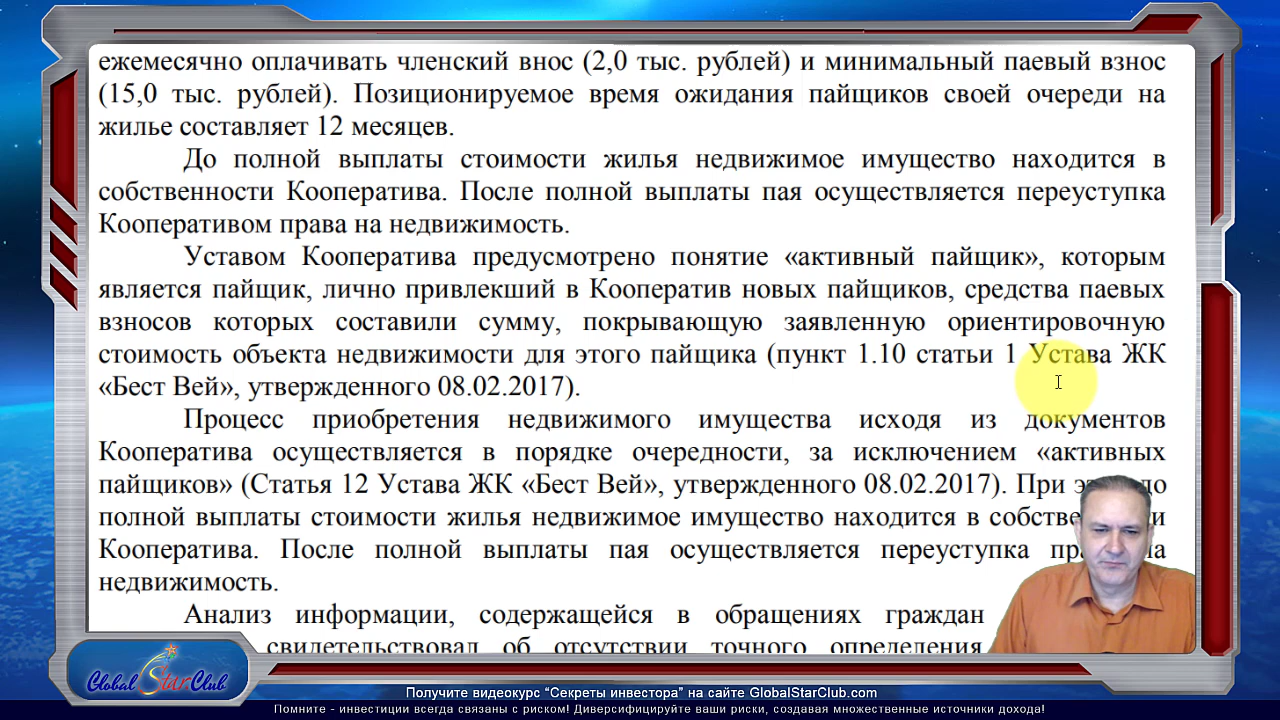 ежемесячно оплачивать членский внос (2,0 тыс. рублей) и минимальный паевый взнос
(15,0 тыс. рублей). Позиционируемое время ожидания пайщиков своей очереди на
жилье составляет 12 месяцев.
До полной выплаты стоимости жилья недвижимое имущество находится в
собственности Кооператива. После полной выплаты пая осуществляется переуступка
Кооперативом права на недвижимость.
Уставом Кооператива предусмотрено понятие «активный пайщик», которым
является пайщик, лично привлекший в Кооператив новых пайщиков, средства паевых
взносов которых составили сумму, покрывающую заявленную ориентировочную
стоимость объекта недвижимости для этого пайщика (пункт 1.10 статьи 1 Устава ЖК
«Бест Вей», утвержденного 08.02.2017).
Процесс приобретения недвижимого имущества исходя из документов
Кооператива осуществляется в порядке очередности, за исключением «активных
пайщиков» (Статья 12 Устава ЖК «Бест Вей», утвержденного 08.02.2017). При до
полной выплаты стоимости жилья недвижимое имущество находится в
Кооператива. После полной выплаты пая осуществляется переуступка
недвижимость.
Анализ информации, содержащейся в обращениях граждан
свидетельствовал об отсутствии точного определения
Global Star Club
Получите видеокурс "Секреты инвестора" на сайте GlobalStarClub.com
Помните - инвестиции всегда связаны с риском! Диверсифицируйте ваши риски, создавая множественные источники дохода!